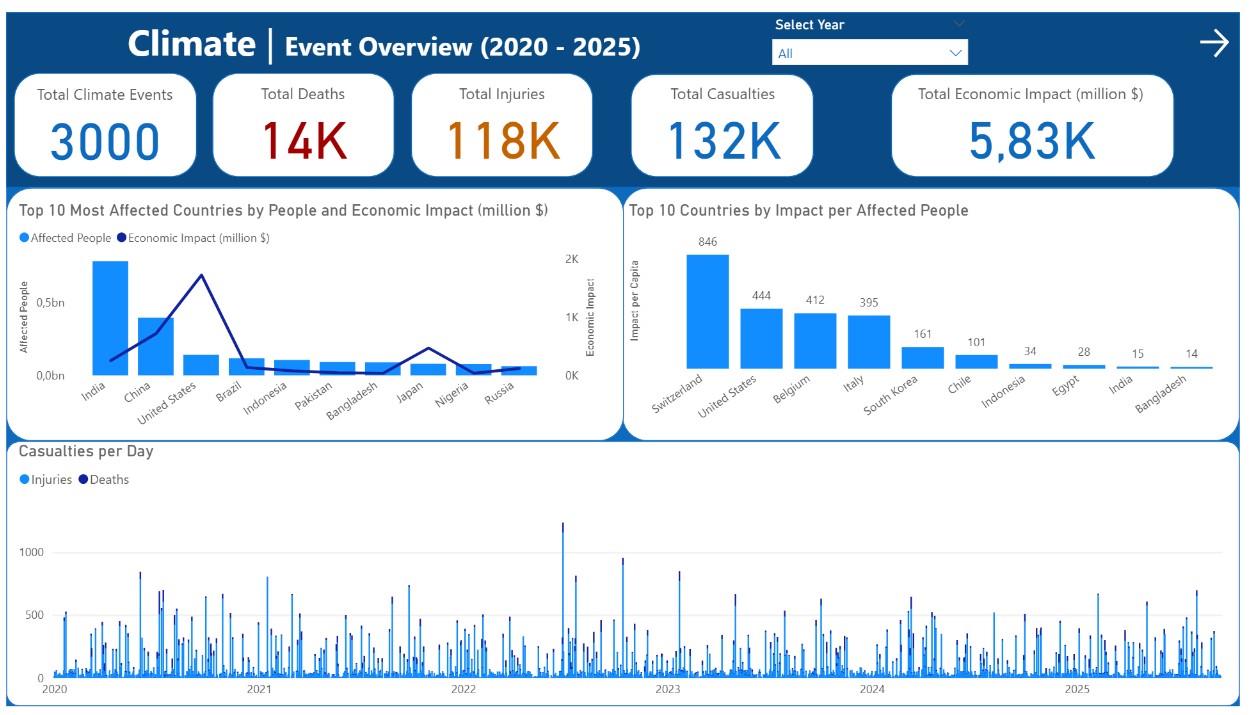 Climate | Event Overview (2020 - 2025)
Select Year
All
Total Climate Events
3000
Total Deaths
14K
Total Injuries
118K
Total Casualties
132K
Total Economic Impact (million $)
5,83K
Top 10 Most Affected Countries by People and Economic Impact (million $)
Affected People
Economic Impact (million $)
Affected People
0,5bn
0,0bn
2K
1K
0K
Economic Impact
India
China
United States
Brazil
Indonesia
Pakistan
Bangladesh
Japan
Nigeria
Russia
Top 10 Countries by Impact per Affected People
Impact per Capita
846
444
412
395
161
101
34
28
15
14
Switzerland
United States
Belgium
Italy
South Korea
Chile
Indonesia
Egypt
India
Bangladesh
Casualties per Day
Injuries
Deaths
1000
500
0
2020
2021
2022
2023
2024
2025